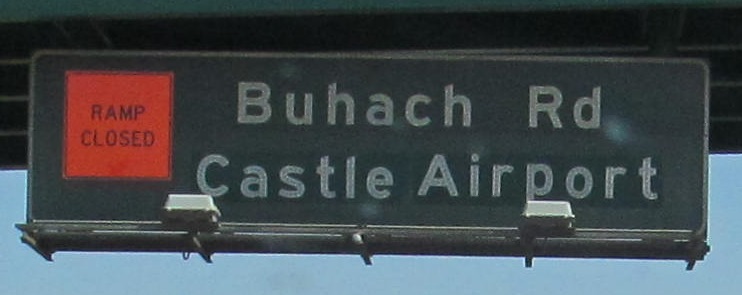 RAMP
CLOSED
Buhach Rd
Castle Airport